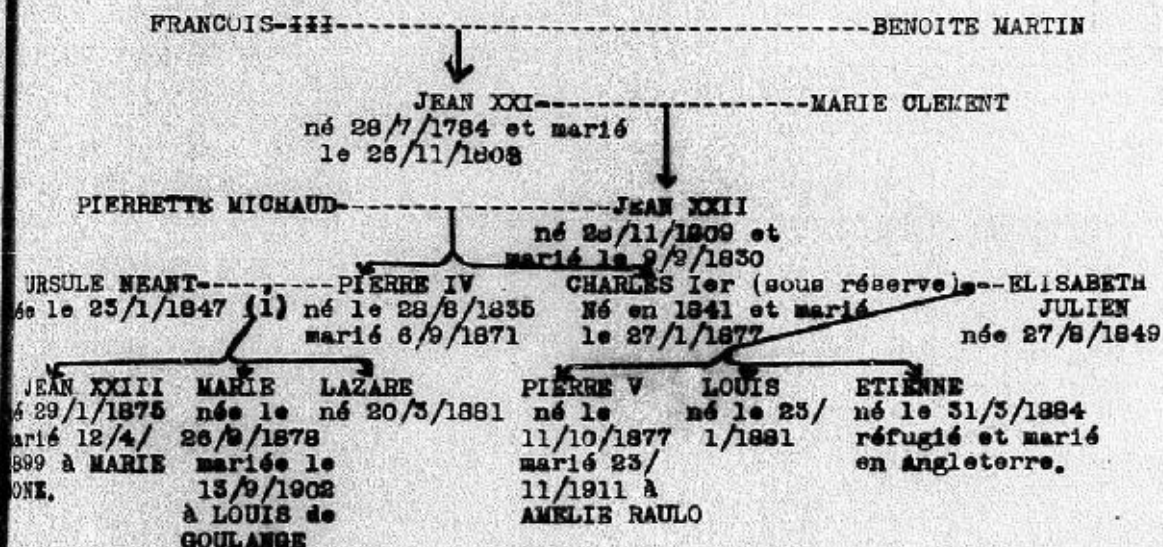 FRANCOIS III BENOITE MARTIN
JEAN XXI MARIE CLEMENT
né 28/7/1784 et marié
le 26/11/1808
PIERRETTE MICHAUD JEAN XXII
né 28/11/1809 et
marié le 9/9/1830
URSULE NEANT (1) PIERRE IV CHARLES Ier (sous réserve) ELISABETH
le 23/1/1847 né le 28/8/1835 Né en 1841 et marié JULIEN
marié 6/9/1871 le 27/1/1877 née 27/8/1849
JEAN XXIII MARIE LAZARE PIERRE V LOUIS ETIENNE
29/1/1875 née le né 20/3/1881 né le né le 23/ né le 31/3/1884
12/4/ 1878 11/10/1877 1/1881 réfugié et marié
à MARIE mariée le marié 23/ en Angleterre.
13/9/1902 11/1911 à
à LOUIS de AMELIE RAULO
GOULANGE